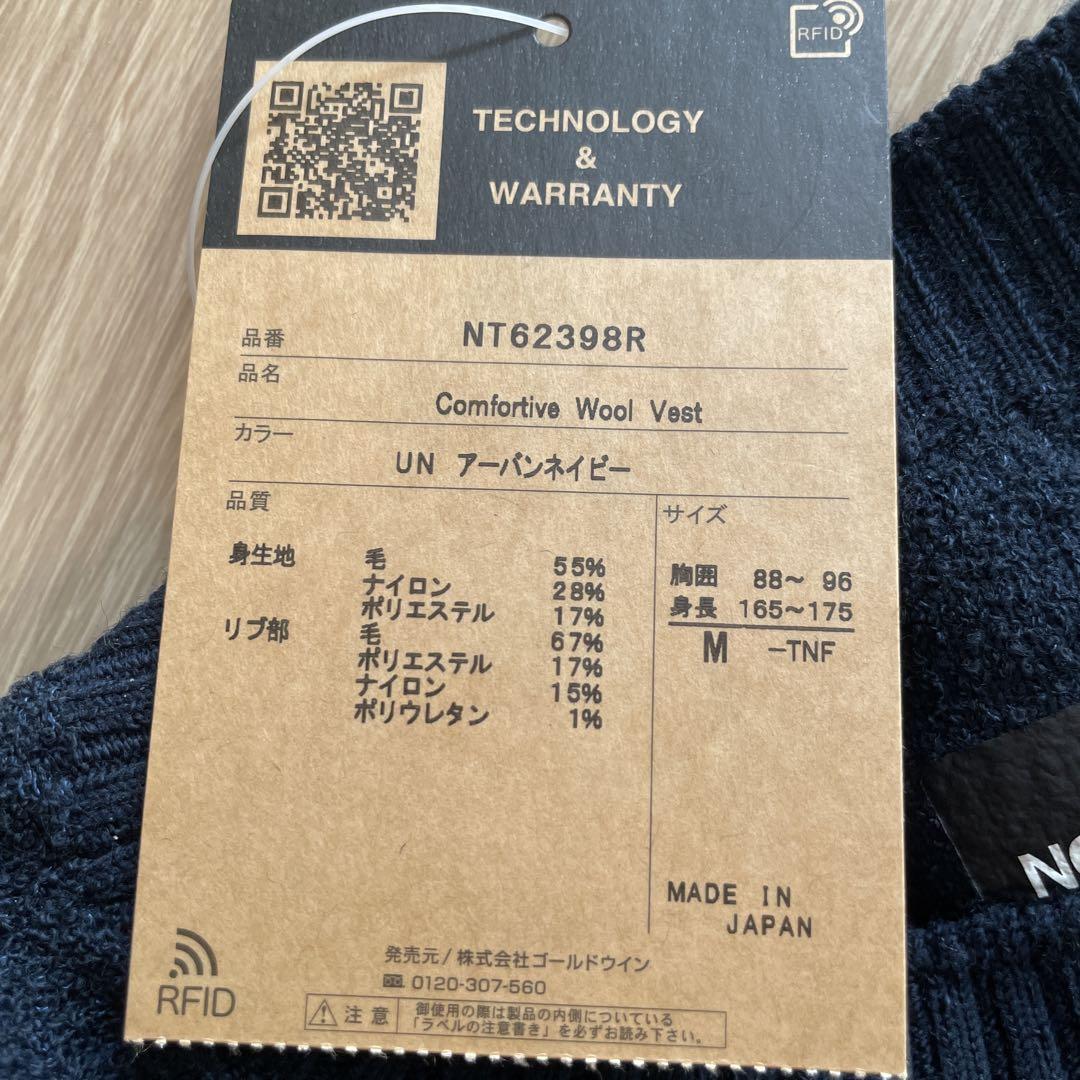 RFID
TECHNOLOGY
&
WARRANTY
品番 NT62398R
品名
Comfortive Wool Vest
カラー
UN アーバンネイビー
品質
身生地 毛 55%
ナイロン 28%
ポリエステル 17%
リブ部 毛 67%
ポリエステル 17%
ナイロン 15%
ポリウレタン 1%
サイズ
胸囲 88～ 96
身長 165～175
M -TNF
MADE IN
JAPAN
発売元/株式会社ゴールドウイン
0120-307-560
RFID
注意
御使用の際は製品の内側についている
「ラベルの注意書き」を必ずお読み下さい。